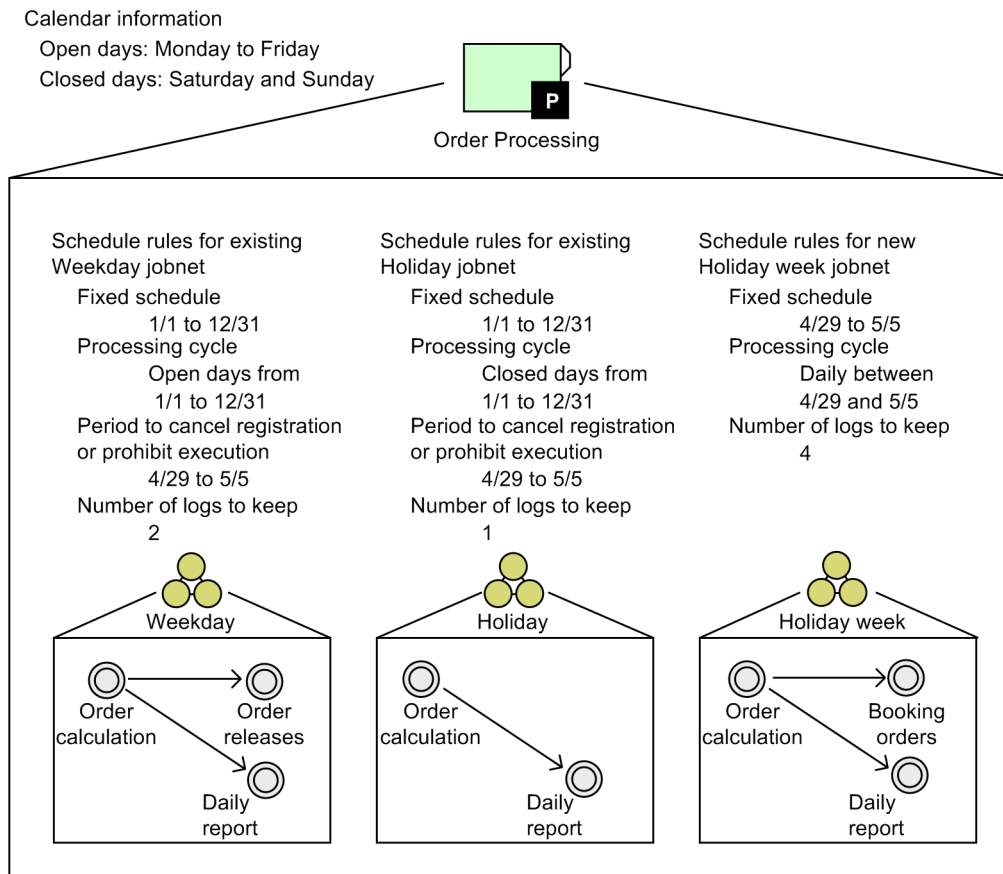 Calendar information
Open days: Monday to Friday
Closed days: Saturday and Sunday
P
Order Processing
Schedule rules for existing
Weekday jobnet
Fixed schedule
1/1 to 12/31
Processing cycle
Open days from
1/1 to 12/31
Period to cancel registration
or prohibit execution
4/29 to 5/5
Number of logs to keep
2
Weekday
Order
calculation
Order
releases
Daily
report
Schedule rules for existing
Holiday jobnet
Fixed schedule
1/1 to 12/31
Processing cycle
Closed days from
1/1 to 12/31
Period to cancel registration
or prohibit execution
4/29 to 5/5
Number of logs to keep
1
Holiday
Order
calculation
Daily
report
Schedule rules for new
Holiday week jobnet
Fixed schedule
4/29 to 5/5
Processing cycle
Daily between
4/29 and 5/5
Number of logs to keep
4
Holiday week
Order
calculation
Booking
orders
Daily
report